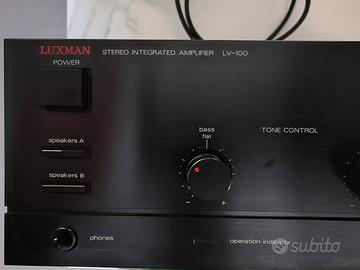 LUXMAN STEREO INTEGRATED AMPLIFIER LV-100
POWER
bass
flat
TONE CONTROL
speakers A
speakers B
- +
phones
operation indicator
subito